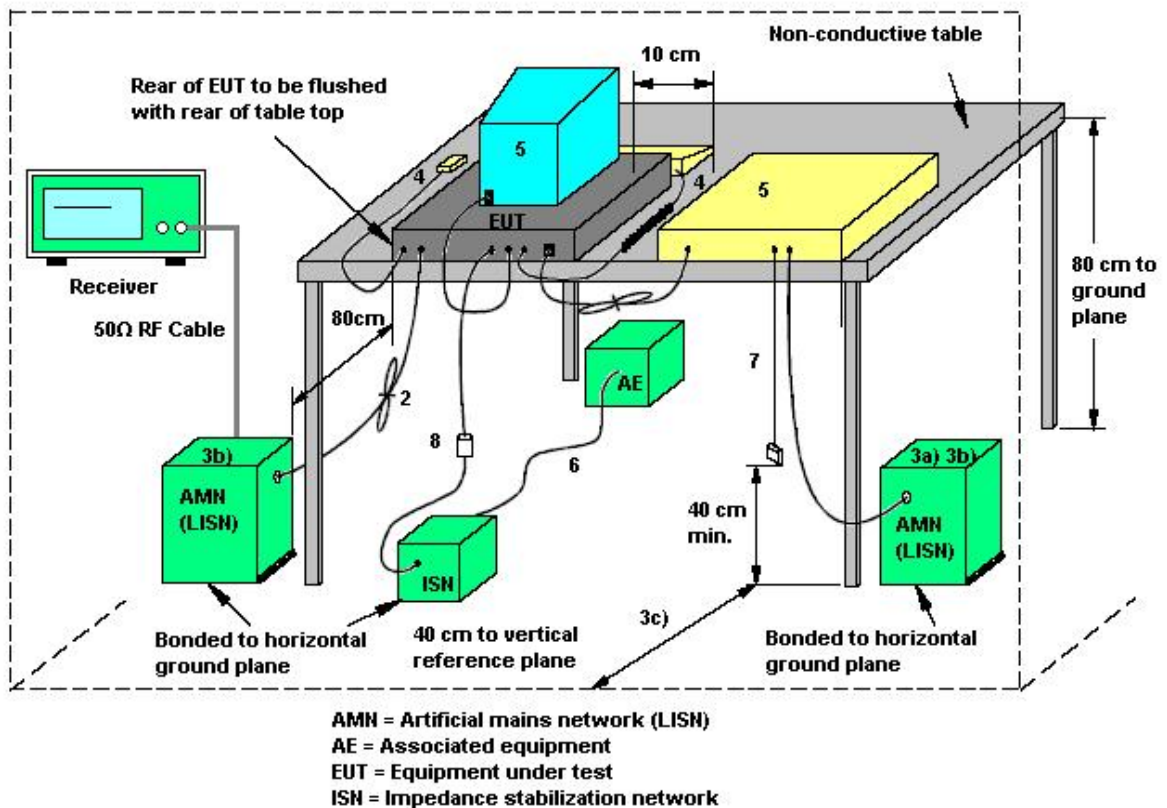 Non-conductive table
10 cm
Rear of EUT to be flushed
with rear of table top
5
4
4
5
EUT
Receiver
50Ω RF Cable
80cm
80 cm to
ground
plane
AE
7
2
8
6
3b)
AMN
(LISN)
3a) 3b)
AMN
(LISN)
40 cm
min.
ISN
3c)
Bonded to horizontal
ground plane
40 cm to vertical
reference plane
Bonded to horizontal
ground plane
AMN = Artificial mains network (LISN)
AE = Associated equipment
EUT = Equipment under test
ISN = Impedance stabilization network